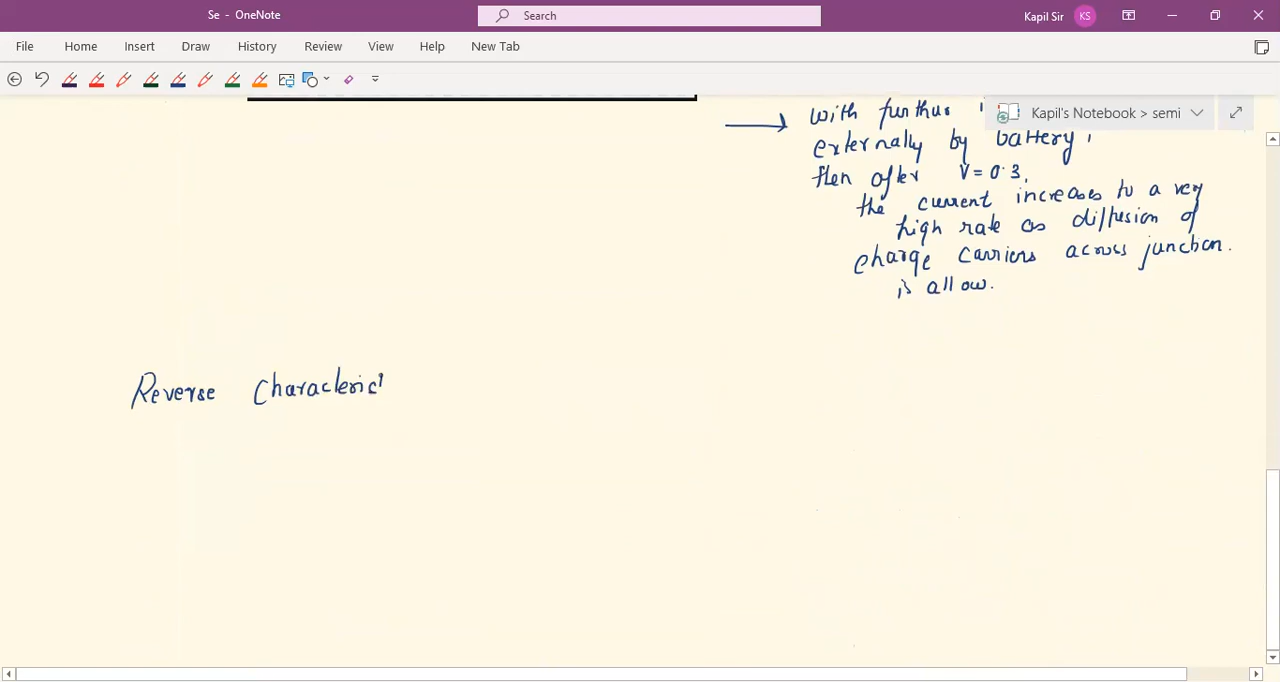 Se - OneNote
Search
Kapil Sir
KS
File Home Insert Draw History Review View Help New Tab
Kapil's Notebook > semi
with further
externally by battery,
then after V = 0.3,
the current increases to a very
high rate as diffusion of
charge carriers across junction.
is allow.
Reverse Characteric